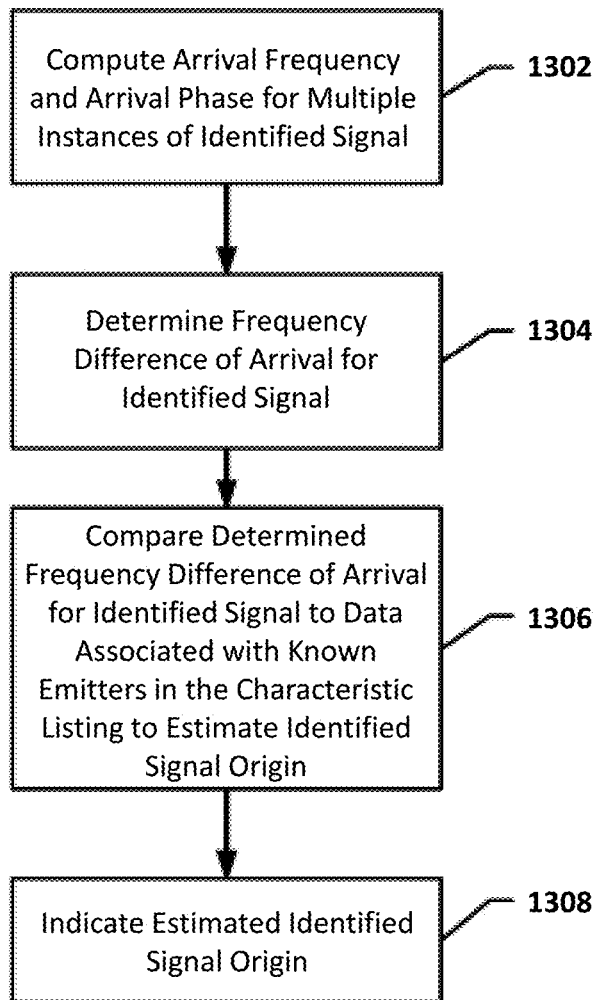 Compute Arrival Frequency
and Arrival Phase for Multiple
Instances of Identified Signal
1302
Determine Frequency
Difference of Arrival for
Identified Signal
1304
Compare Determined
Frequency Difference of Arrival
for Identified Signal to Data
Associated with Known
Emitters in the Characteristic
Listing to Estimate Identified
Signal Origin
1306
Indicate Estimated Identified
Signal Origin
1308